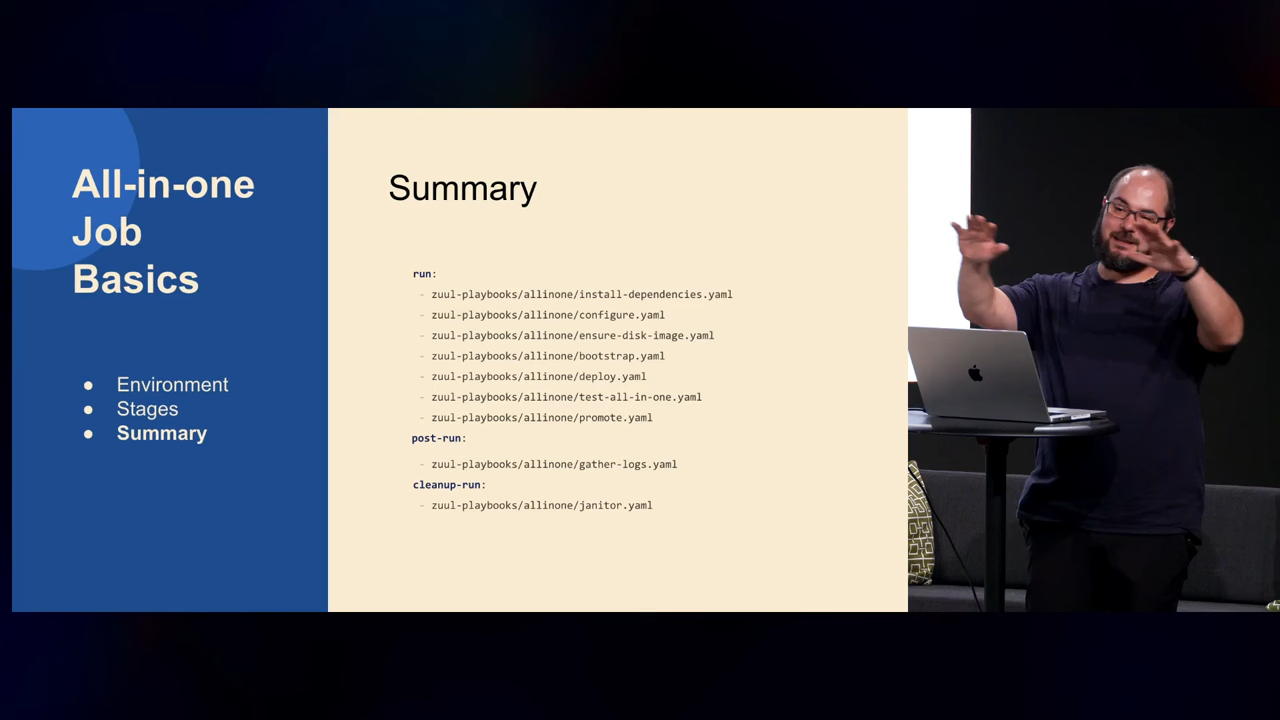 All-in-one
Job
Basics
● Environment
● Stages
● Summary
Summary
run:
- zuul-playbooks/allinone/install-dependencies.yaml
- zuul-playbooks/allinone/configure.yaml
- zuul-playbooks/allinone/ensure-disk-image.yaml
- zuul-playbooks/allinone/bootstrap.yaml
- zuul-playbooks/allinone/deploy.yaml
- zuul-playbooks/allinone/test-all-in-one.yaml
- zuul-playbooks/allinone/promote.yaml
post-run:
- zuul-playbooks/allinone/gather-logs.yaml
cleanup-run:
- zuul-playbooks/allinone/janitor.yaml